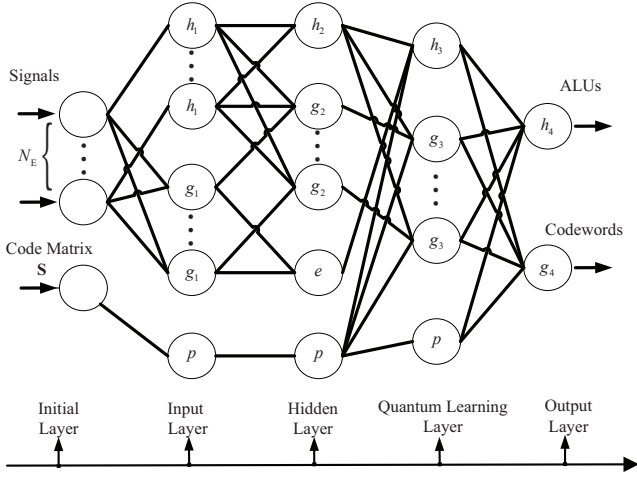 Signals
N_E
Code Matrix
S
h₁
h₁
g₁
g₁
p
h₂
g₂
g₂
e
p
h₃
g₃
g₃
p
ALUs
h₄
Codewords
g₄
Initial
Layer
Input
Layer
Hidden
Layer
Quantum Learning
Layer
Output
Layer